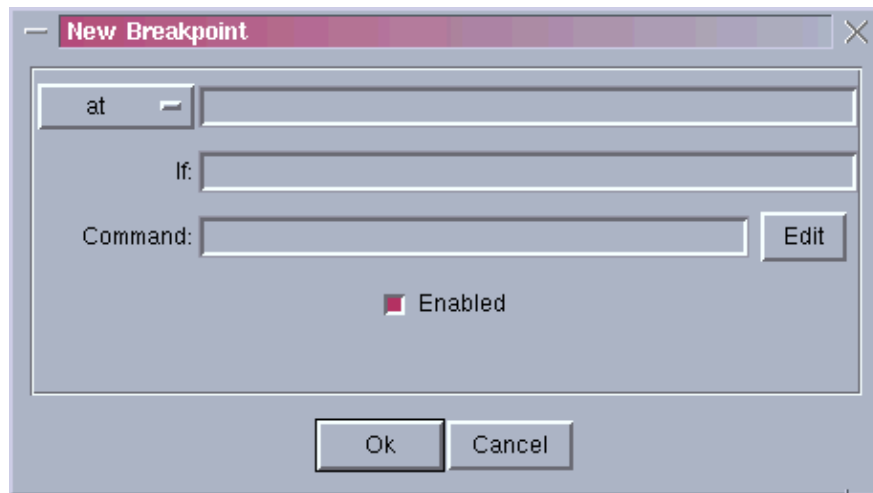 New Breakpoint
at
If:
Command: Edit
Enabled
Ok Cancel